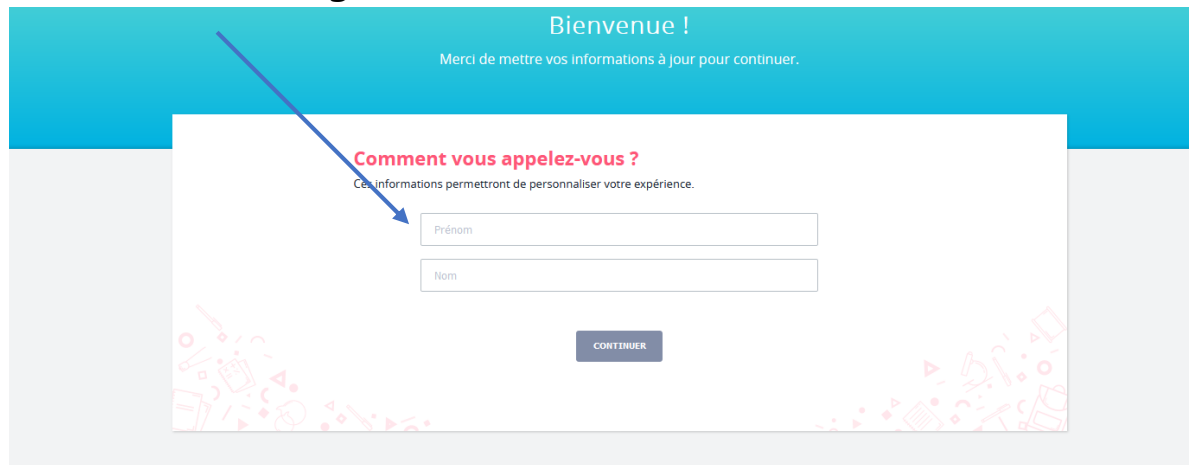 Bienvenue !
Merci de mettre vos informations à jour pour continuer.
Comment vous appelez-vous ?
Ces informations permettront de personnaliser votre expérience.
Prénom
Nom
CONTINUER